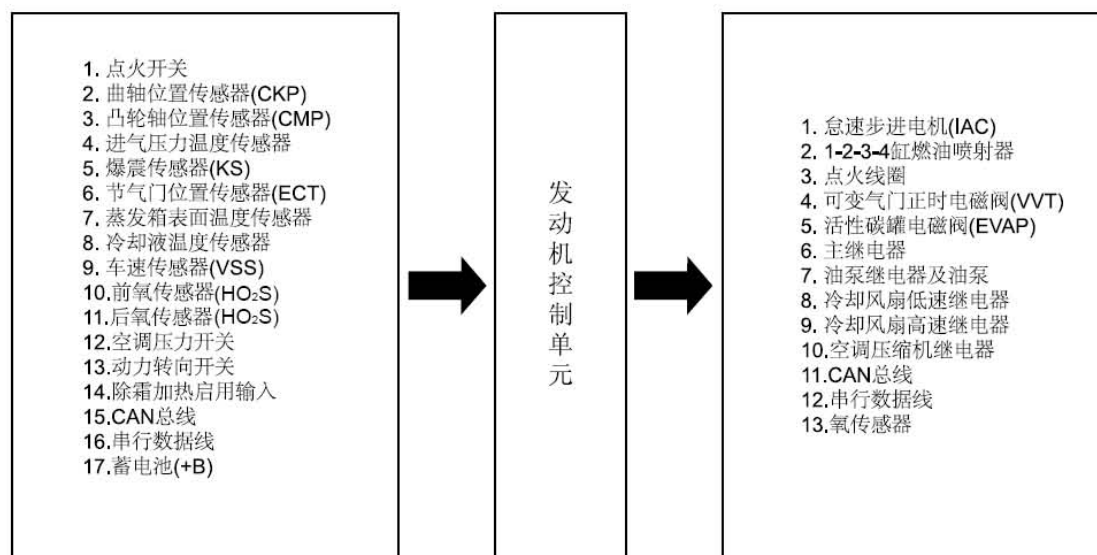 1. 点火开关
2. 曲轴位置传感器(CKP)
3. 凸轮轴位置传感器(CMP)
4. 进气压力温度传感器
5. 爆震传感器(KS)
6. 节气门位置传感器(ECT)
7. 蒸发箱表面温度传感器
8. 冷却液温度传感器
9. 车速传感器(VSS)
10.前氧传感器(HO₂S)
11.后氧传感器(HO₂S)
12.空调压力开关
13.动力转向开关
14.除霜加热启用输入
15.CAN总线
16.串行数据线
17.蓄电池(+B)
发动机控制单元
1. 怠速步进电机(IAC)
2. 1-2-3-4缸燃油喷射器
3. 点火线圈
4. 可变气门正时电磁阀(VVT)
5. 活性碳罐电磁阀(EVAP)
6. 主继电器
7. 油泵继电器及油泵
8. 冷却风扇低速继电器
9. 冷却风扇高速继电器
10.空调压缩机继电器
11.CAN总线
12.串行数据线
13.氧传感器